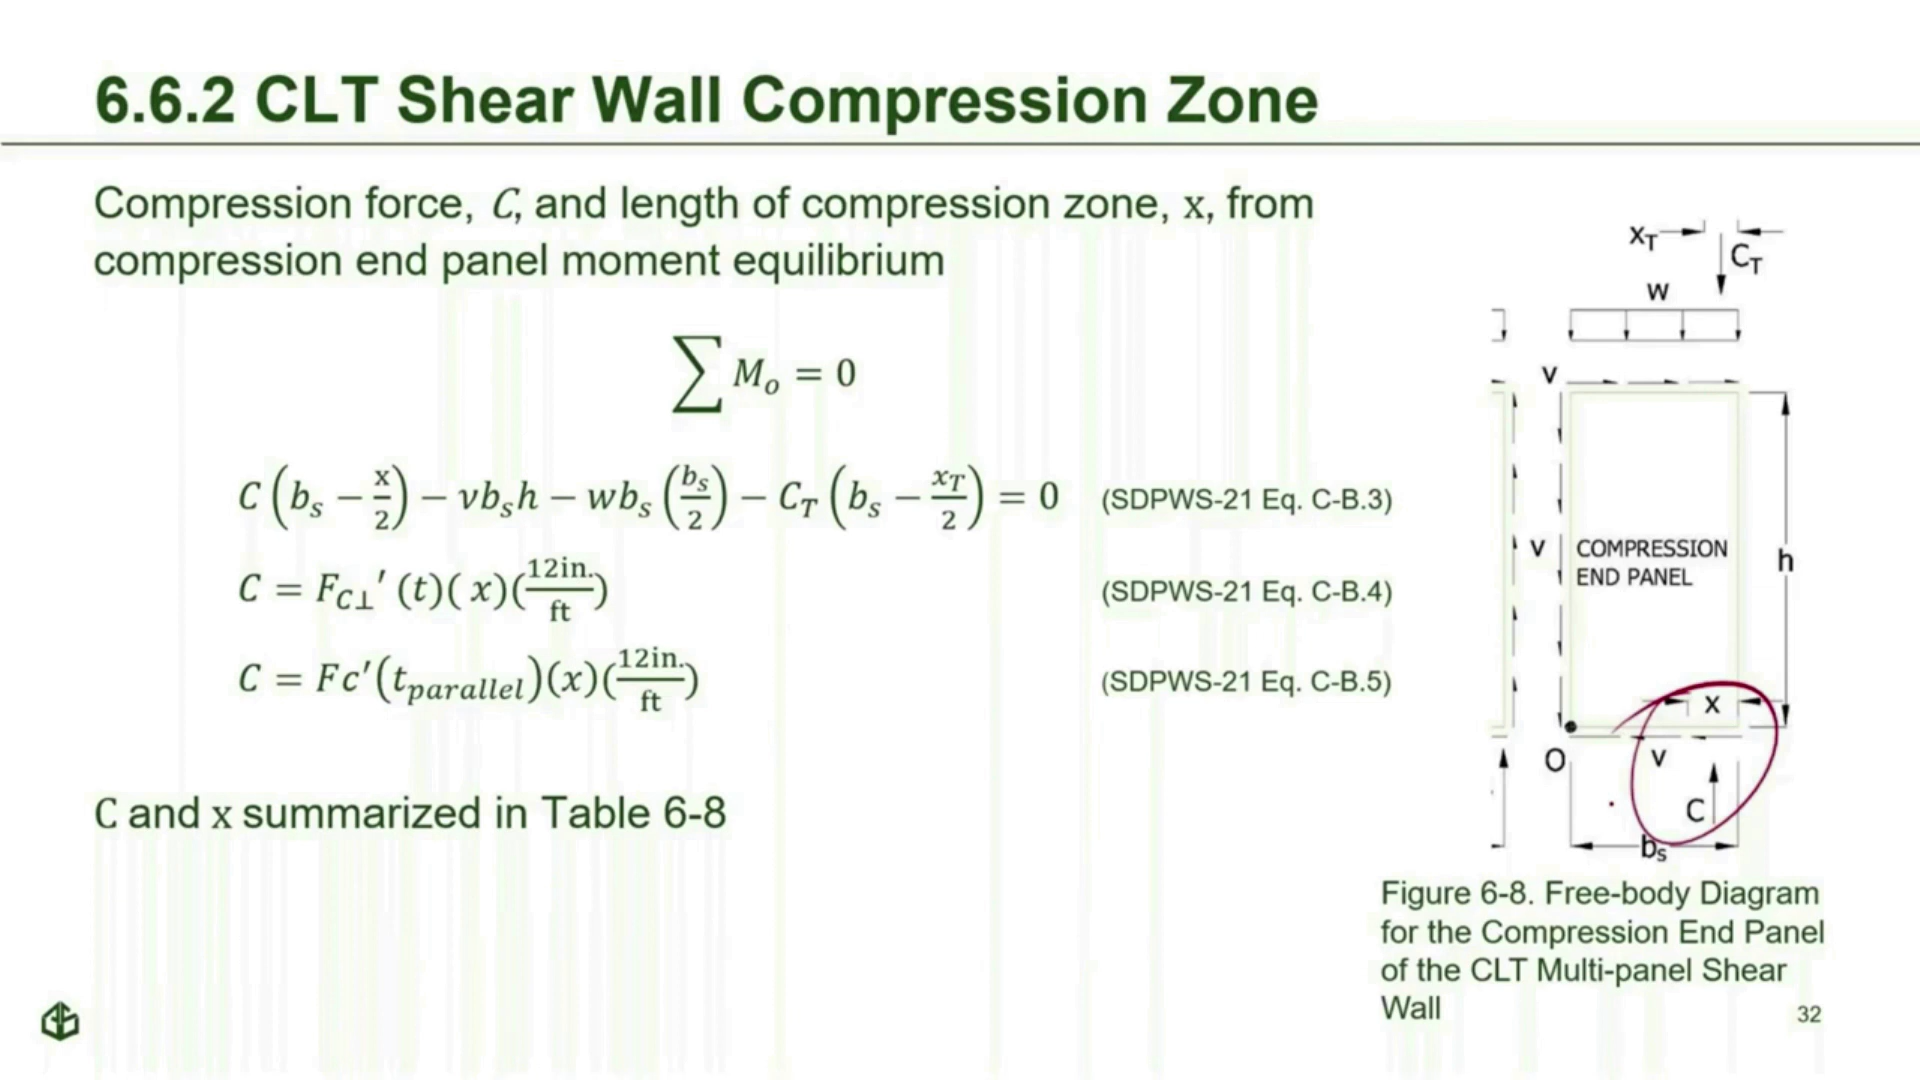 6.6.2 CLT Shear Wall Compression Zone
Compression force, C, and length of compression zone, x, from
compression end panel moment equilibrium
∑ Mₒ = 0
C (b_s − x/2) − vb_sh − wb_s (b_s/2) − C_T (b_s − x_T/2) = 0 (SDPWS-21 Eq. C-B.3)
C = F_C⊥′ (t)( x)(12in./ft) (SDPWS-21 Eq. C-B.4)
C = Fc′(t_parallel)(x)(12in./ft) (SDPWS-21 Eq. C-B.5)
C and x summarized in Table 6-8
x_T
C_T
w
v
v
COMPRESSION
END PANEL
h
x
O
v
C
b_s
Figure 6-8. Free-body Diagram
for the Compression End Panel
of the CLT Multi-panel Shear
Wall
32